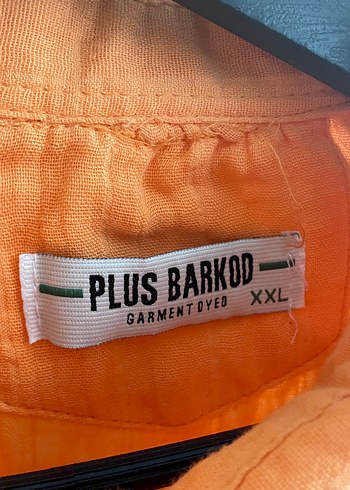 PLUS BARKOD
GARMENT DYED
XXL